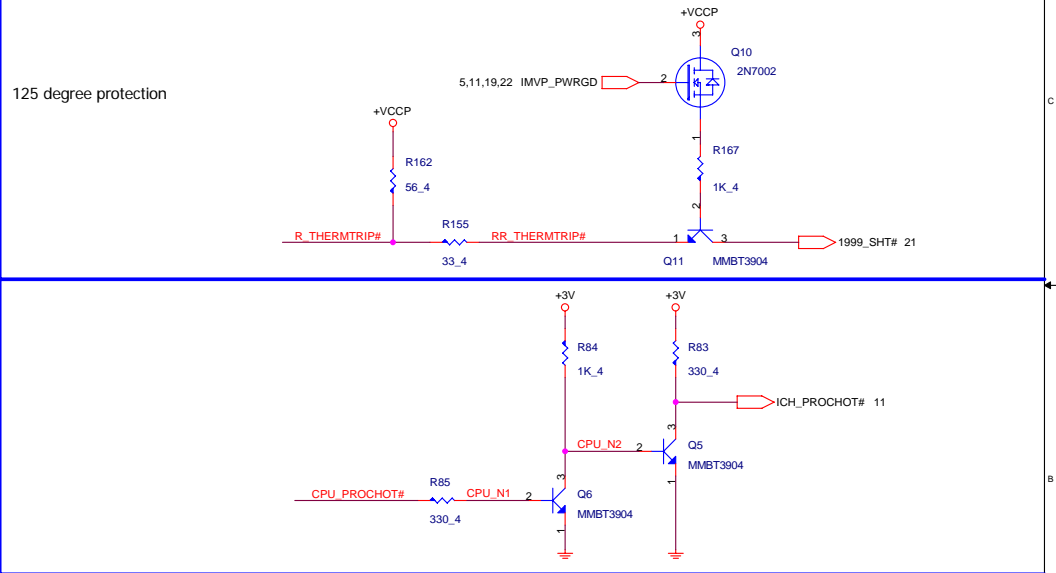 +VCCP
3
Q10
2N7002
5,11,19,22 IMVP_PWRGD
2
125 degree protection
C
+VCCP
1
R167
R162
1K_4
56_4
2
R155
R_THERMTRIP#
RR_THERMTRIP#
1
3
1999_SHT# 21
33_4
Q11
MMBT3904
+3V
+3V
R84
R83
1K_4
330_4
ICH_PROCHOT# 11
3
CPU_N2
2
Q5
MMBT3904
R85
3
1
B
CPU_PROCHOT#
CPU_N1
2
Q6
330_4
MMBT3904
1